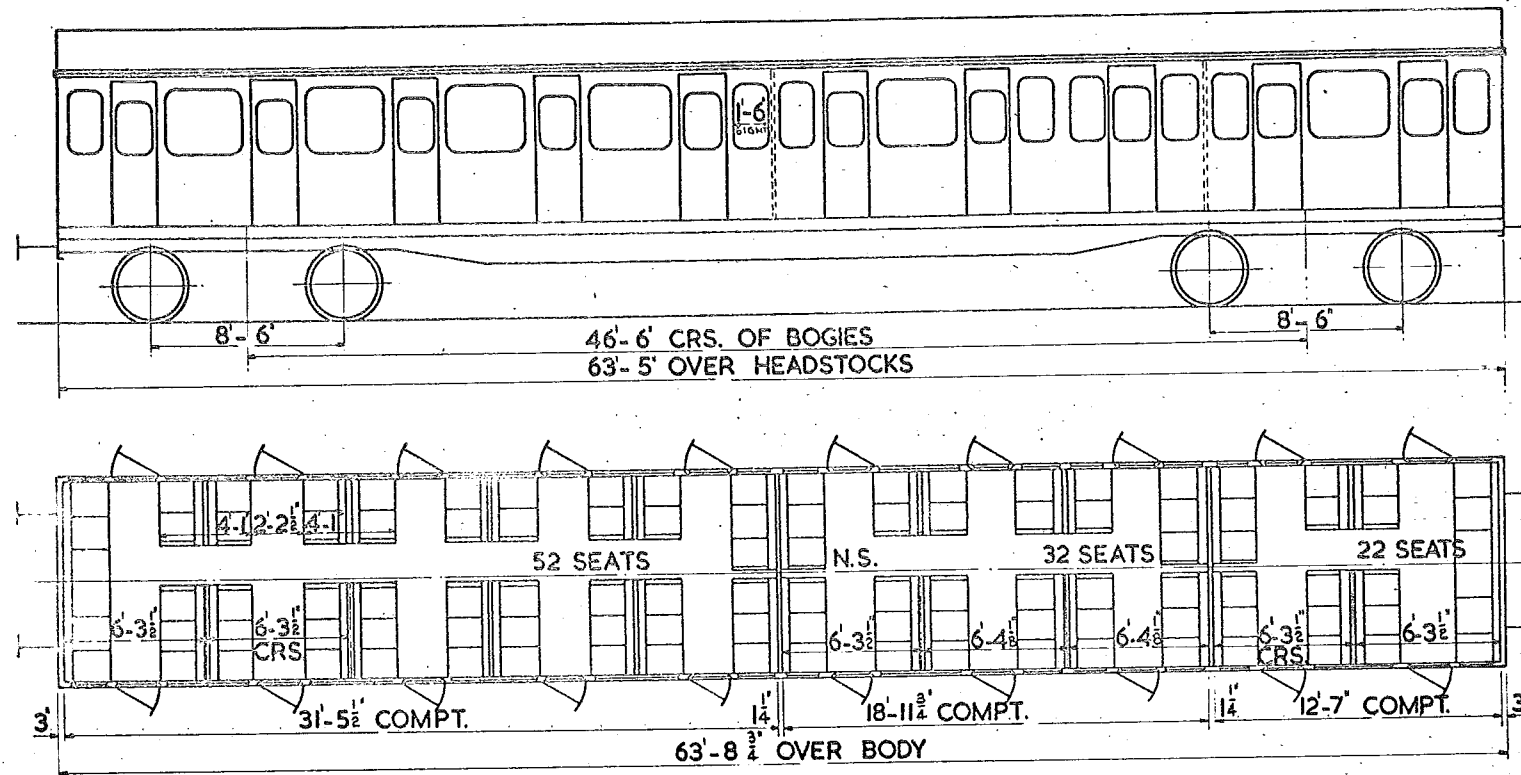 1'-6"
8'-6"
8'-6"
46'-6" CRS. OF BOGIES
63'-5" OVER HEADSTOCKS
4'-1" 2'-2½" 4'-1"
52 SEATS N.S. 32 SEATS 22 SEATS
6'-3½" 6'-3½" CRS 6'-3½" 6'-4⅛" 6'-4½" 6'-3½" CRS. 6'-3½"
3" 31'-5½" COMPT. 1¼" 18'-11¾" COMPT. 1¼" 12'-7" COMPT. 3"
63'-8¾" OVER BODY